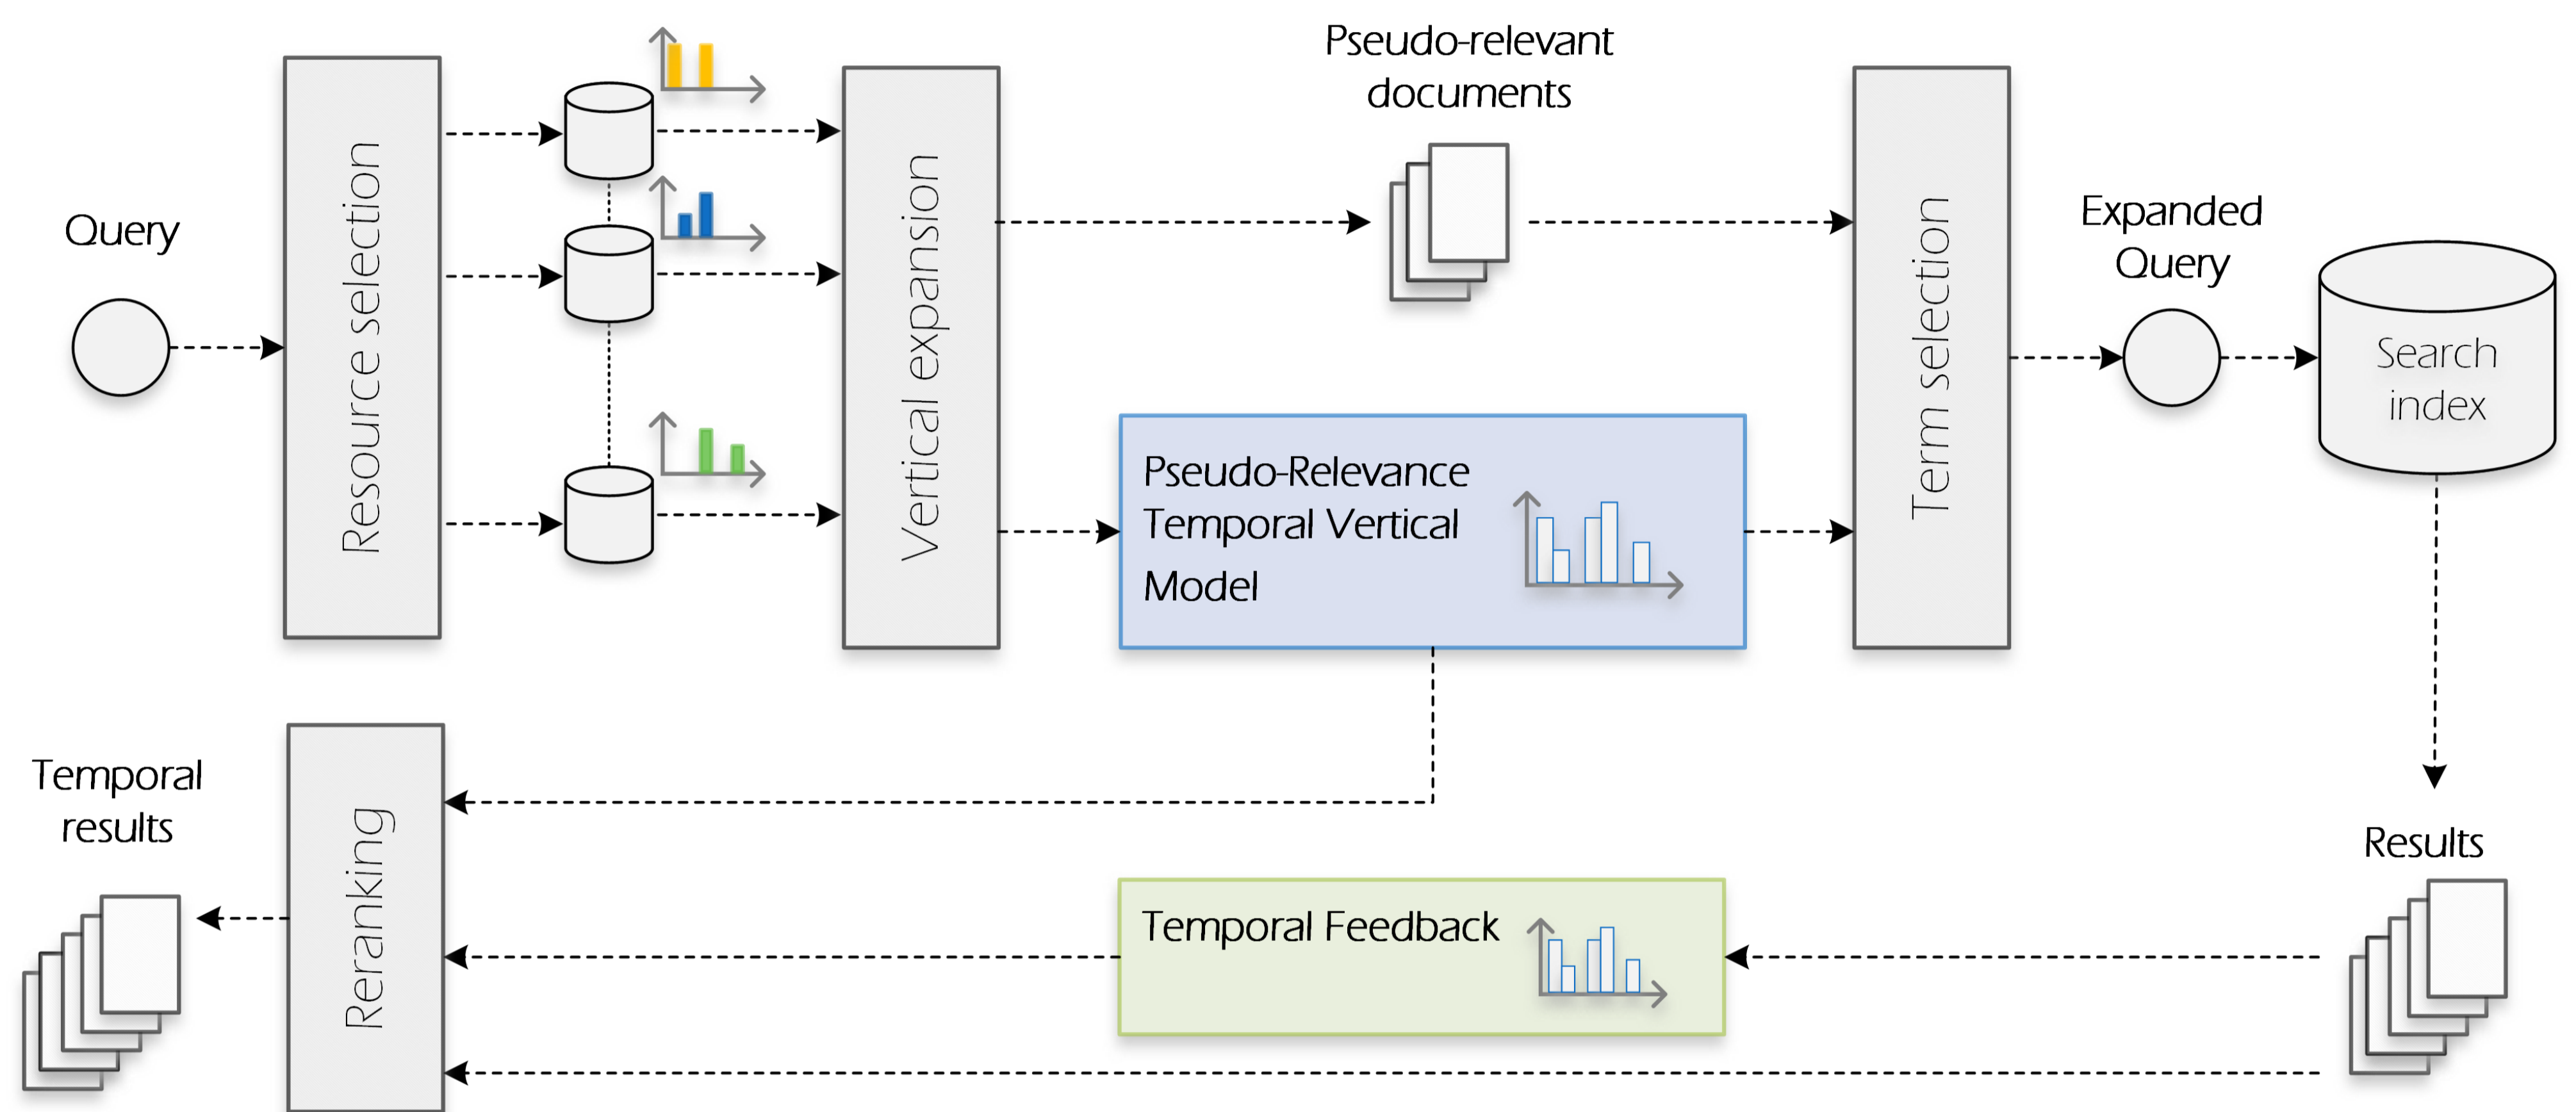 Query
Resource selection
Vertical expansion
Pseudo-relevant
documents
Pseudo-Relevance
Temporal Vertical
Model
Term selection
Expanded
Query
Search
index
Temporal
results
Reranking
Temporal Feedback
Results